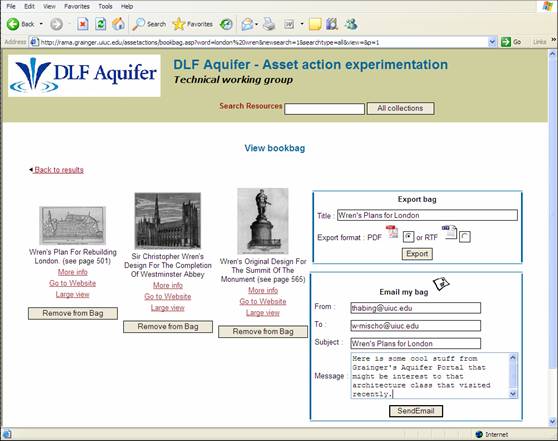 File Edit View Favorites Tools Help
Back Search Favorites
Address http://rama.grainger.uiuc.edu/assetactions/bookbag.asp?word=london%20wren&newsearch=1&searchtype=all&view=&p=1 Go Links »
DLF Aquifer
DLF Aquifer - Asset action experimentation
Technical working group
Search Resources All collections
View bookbag
Back to results
Wren's Plan For Rebuilding
London. (see page 501)
More info
Go to Website
Large view
Remove from Bag
Sir Christopher Wren's
Design For The Completion
Of Westminster Abbey
More info
Go to Website
Large view
Remove from Bag
Wren's Original Design For
The Summit Of The
Monument (see page 565)
More info
Go to Website
Large view
Remove from Bag
Export bag
Title : Wren's Plans for London
Export format : PDF or RTF
Export
Email my bag
From : thabing@uiuc.edu
To : w-mischo@uiuc.edu
Subject : Wren's Plans for London
Message : Here is some cool stuff from
Grainger's Aquifer Portal that
might be interest to that
architecture class that visited
recently.
SendEmail
Internet